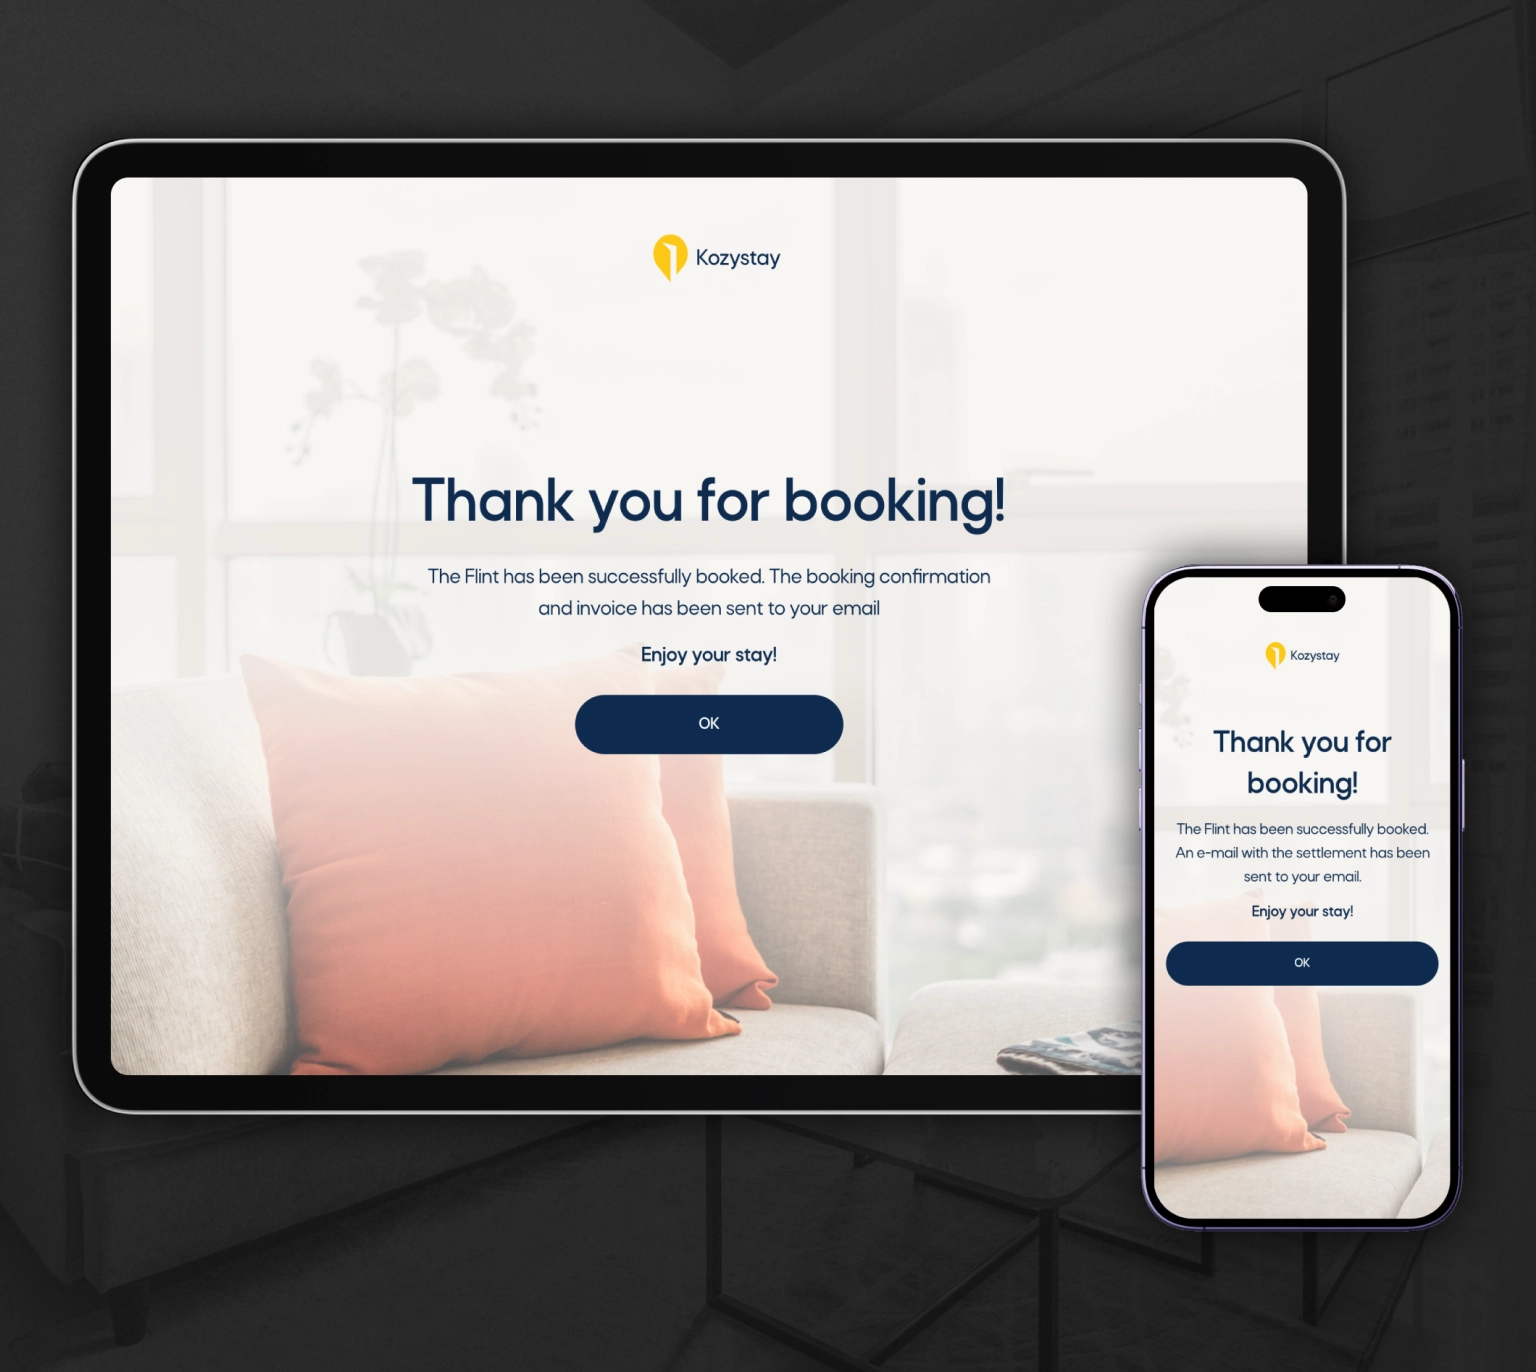 Kozystay
Thank you for booking!
The Flint has been successfully booked. The booking confirmation
and invoice has been sent to your email
Enjoy your stay!
OK
Kozystay
Thank you for
booking!
The Flint has been successfully booked.
An e-mail with the settlement has been
sent to your email.
Enjoy your stay!
OK